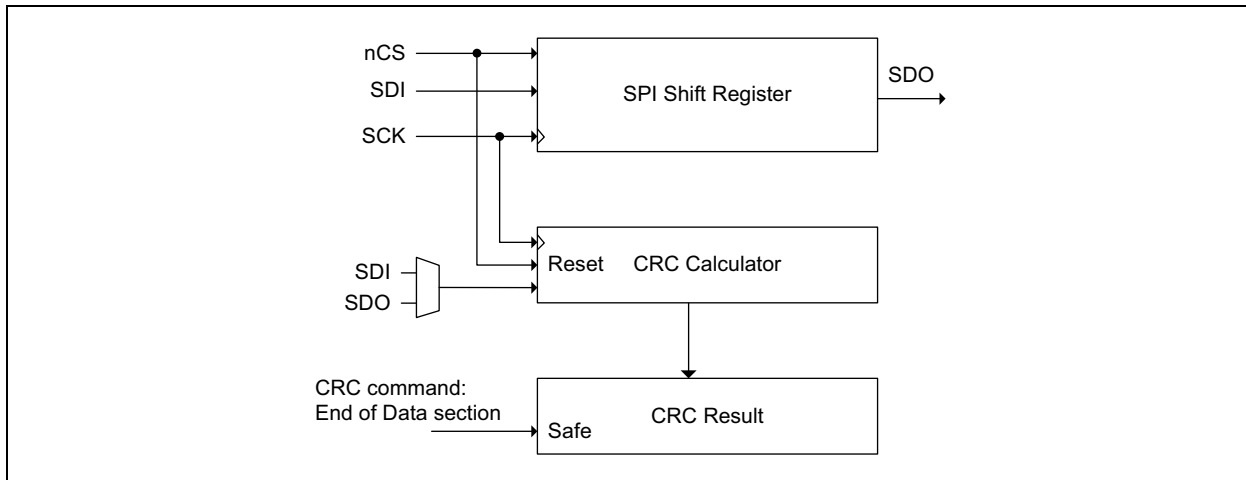 nCS
SDI
SCK
SPI Shift Register
SDO
Reset
CRC Calculator
SDI
SDO
CRC command:
End of Data section
Safe
CRC Result